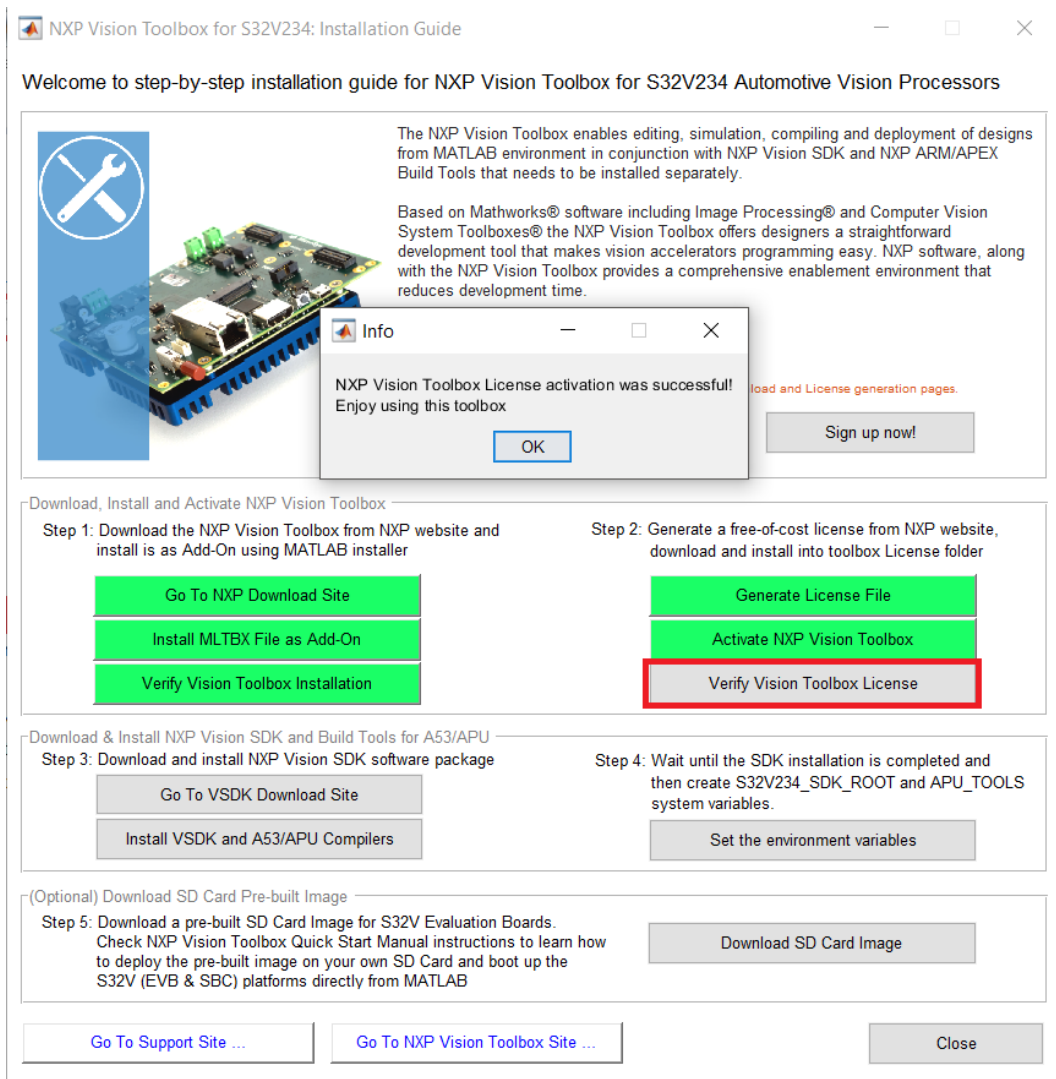 NXP Vision Toolbox for S32V234: Installation Guide
Welcome to step-by-step installation guide for NXP Vision Toolbox for S32V234 Automotive Vision Processors
The NXP Vision Toolbox enables editing, simulation, compiling and deployment of designs
from MATLAB environment in conjunction with NXP Vision SDK and NXP ARM/APEX
Build Tools that needs to be installed separately.
Based on Mathworks® software including Image Processing® and Computer Vision
System Toolboxes® the NXP Vision Toolbox offers designers a straightforward
development tool that makes vision accelerators programming easy. NXP software, along
with the NXP Vision Toolbox provides a comprehensive enablement environment that
reduces development time.
Info
NXP Vision Toolbox License activation was successful!
Enjoy using this toolbox
OK
and License generation pages.
Sign up now!
Download, Install and Activate NXP Vision Toolbox
Step 1: Download the NXP Vision Toolbox from NXP website and
install is as Add-On using MATLAB installer
Go To NXP Download Site
Install MLTBX File as Add-On
Verify Vision Toolbox Installation
Step 2: Generate a free-of-cost license from NXP website,
download and install into toolbox License folder
Generate License File
Activate NXP Vision Toolbox
Verify Vision Toolbox License
Download & Install NXP Vision SDK and Build Tools for A53/APU
Step 3: Download and install NXP Vision SDK software package
Go To VSDK Download Site
Install VSDK and A53/APU Compilers
Step 4: Wait until the SDK installation is completed and
then create S32V234_SDK_ROOT and APU_TOOLS
system variables.
Set the environment variables
(Optional) Download SD Card Pre-built Image
Step 5: Download a pre-built SD Card Image for S32V Evaluation Boards.
Check NXP Vision Toolbox Quick Start Manual instructions to learn how
to deploy the pre-built image on your own SD Card and boot up the
S32V (EVB & SBC) platforms directly from MATLAB
Download SD Card Image
Go To Support Site ...
Go To NXP Vision Toolbox Site ...
Close